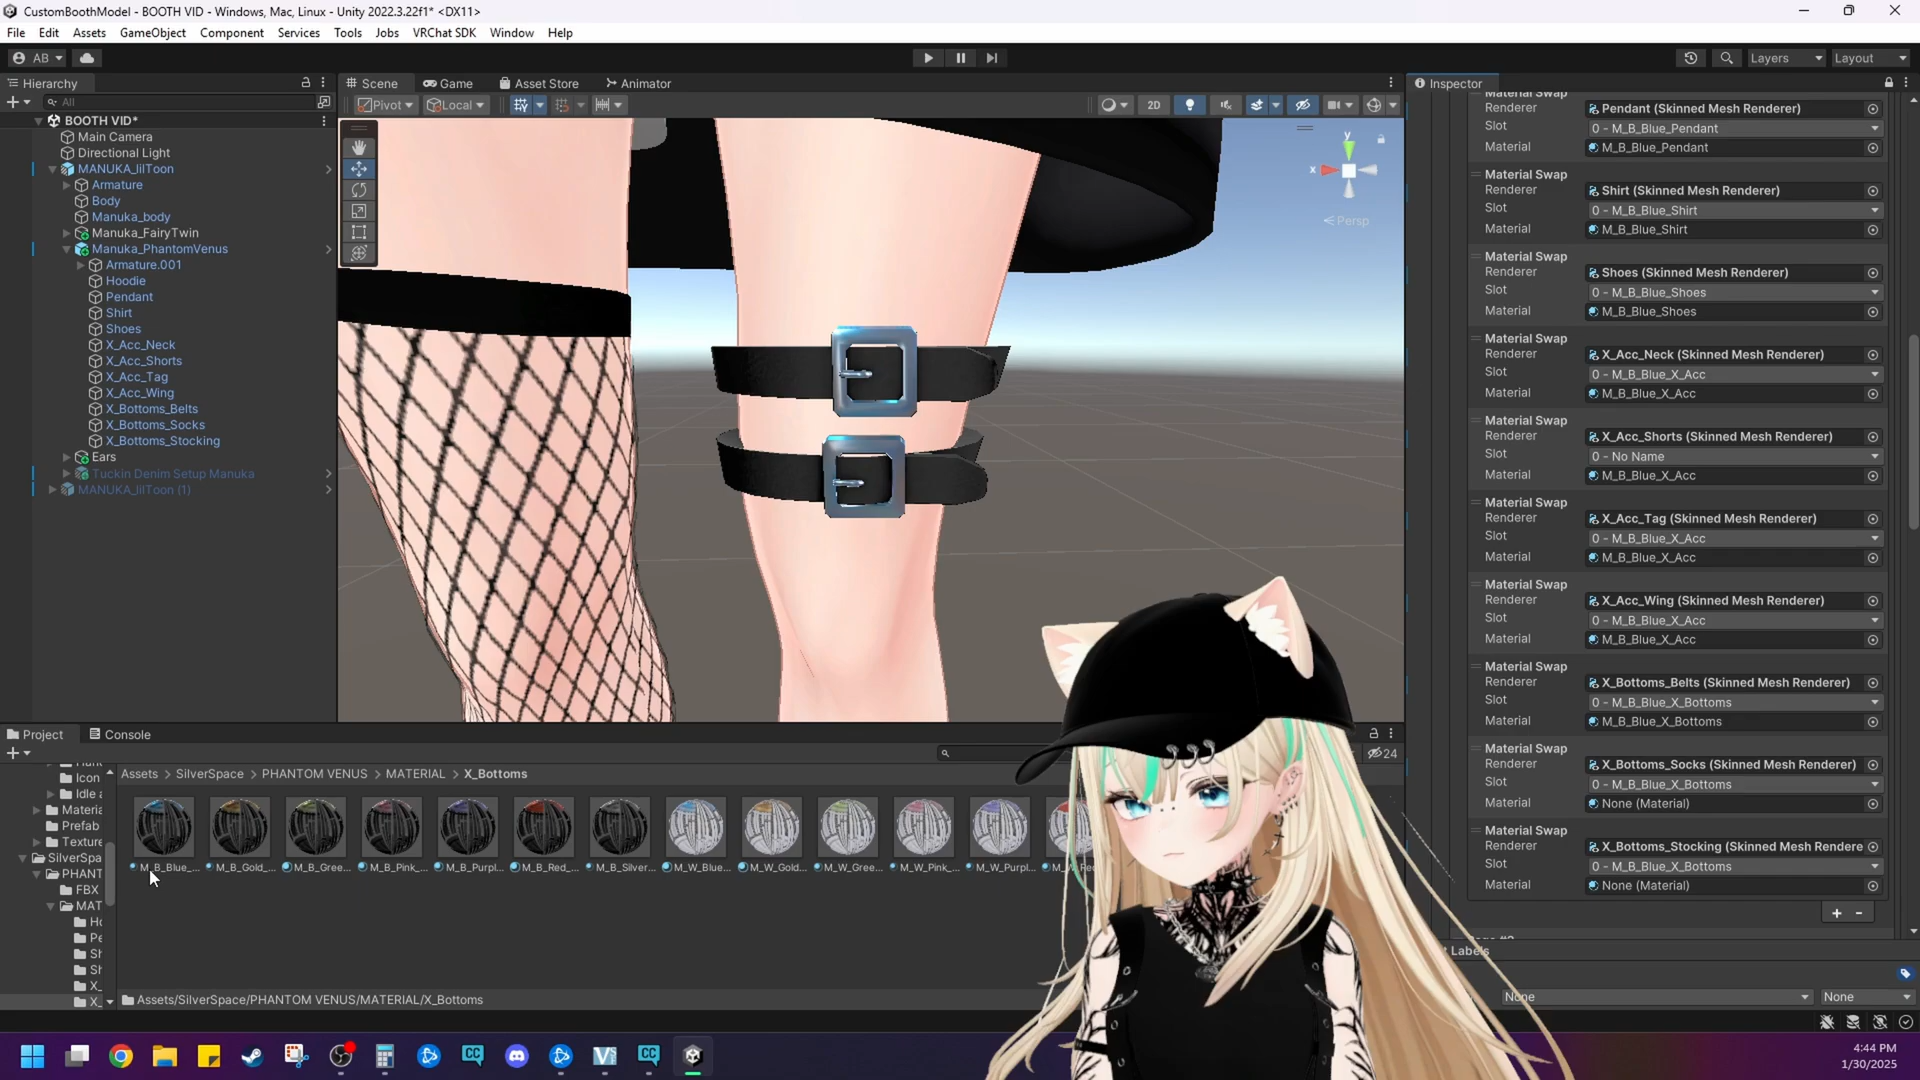 CustomBoothModel - BOOTH VID - Windows, Mac, Linux - Unity 2022.3.22f1* <DX11>
File Edit Assets GameObject Component Services Tools Jobs VRChat SDK Window Help
AB
Layers
Layout
Hierarchy
Scene
Game
Asset Store
Animator
Inspector
All
Pivot
Local
2D
BOOTH VID*
Main Camera
Directional Light
MANUKA_lilToon
Armature
Body
Manuka_body
Manuka_FairyTwin
Manuka_PhantomVenus
Armature.001
Hoodie
Pendant
Shirt
Shoes
X_Acc_Neck
X_Acc_Shorts
X_Acc_Tag
X_Acc_Wing
X_Bottoms_Belts
X_Bottoms_Socks
X_Bottoms_Stocking
Ears
Tuckin Denim Setup Manuka
MANUKA_lilToon (1)
y
x
Persp
Material Swap
Renderer Pendant (Skinned Mesh Renderer)
Slot 0 - M_B_Blue_Pendant
Material M_B_Blue_Pendant
Material Swap
Renderer Shirt (Skinned Mesh Renderer)
Slot 0 - M_B_Blue_Shirt
Material M_B_Blue_Shirt
Material Swap
Renderer Shoes (Skinned Mesh Renderer)
Slot 0 - M_B_Blue_Shoes
Material M_B_Blue_Shoes
Material Swap
Renderer X_Acc_Neck (Skinned Mesh Renderer)
Slot 0 - M_B_Blue_X_Acc
Material M_B_Blue_X_Acc
Material Swap
Renderer X_Acc_Shorts (Skinned Mesh Renderer)
Slot 0 - No Name
Material M_B_Blue_X_Acc
Material Swap
Renderer X_Acc_Tag (Skinned Mesh Renderer)
Slot 0 - M_B_Blue_X_Acc
Material M_B_Blue_X_Acc
Material Swap
Renderer X_Acc_Wing (Skinned Mesh Renderer)
Slot 0 - M_B_Blue_X_Acc
Material M_B_Blue_X_Acc
Material Swap
Renderer X_Bottoms_Belts (Skinned Mesh Renderer)
Slot 0 - M_B_Blue_X_Bottoms
Material M_B_Blue_X_Bottoms
Material Swap
Renderer X_Bottoms_Socks (Skinned Mesh Renderer)
Slot 0 - M_B_Blue_X_Bottoms
Material None (Material)
Material Swap
Renderer X_Bottoms_Stocking (Skinned Mesh Rendere
Slot 0 - M_B_Blue_X_Bottoms
Material None (Material)
Labels
None
None
Project
Console
24
Icon
Idle a
Materia
Prefab
Texture
SilverSpa
PHANT
FBX
MAT
Ho
Pe
Sh
Sh
X_
X_
Assets > SilverSpace > PHANTOM VENUS > MATERIAL > X_Bottoms
M_B_Blue_... M_B_Gold_... M_B_Gree... M_B_Pink_... M_B_Purpl... M_B_Red_... M_B_Silver... M_W_Blue... M_W_Gold... M_W_Gree... M_W_Pink_... M_W_Purpl...
Assets/SilverSpace/PHANTOM VENUS/MATERIAL/X_Bottoms
4:44 PM
1/30/2025